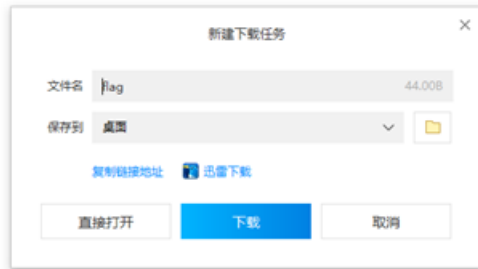 新建下载任务
文件名 flag 44.00B
保存到 桌面
复制链接地址 迅雷下载
直接打开 下载 取消